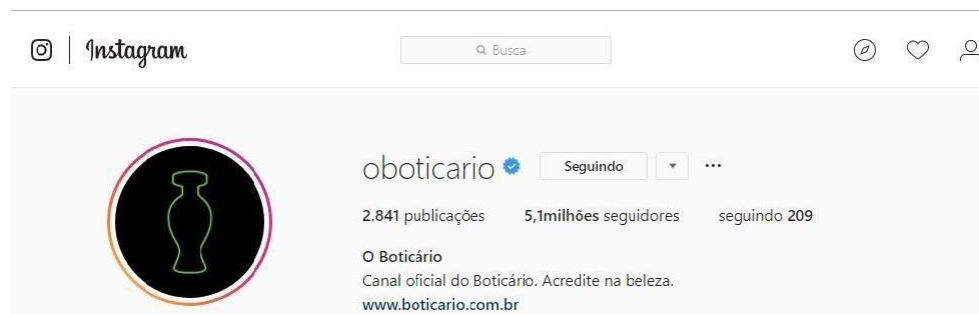 Instagram
Busca
oboticario Seguindo
2.841 publicações 5,1milhões seguidores seguindo 209
O Boticário
Canal oficial do Boticário. Acredite na beleza.
www.boticario.com.br